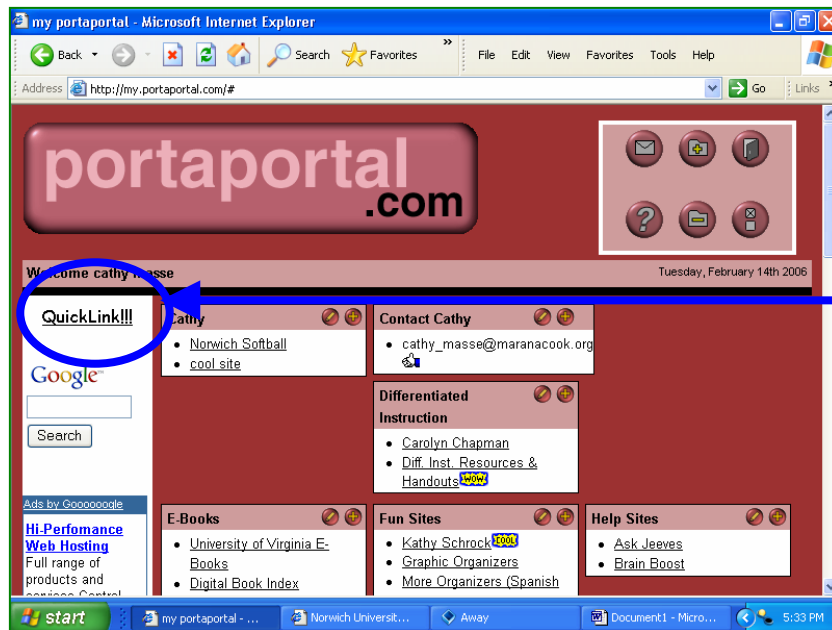 my portaportal - Microsoft Internet Explorer
Back
Search
Favorites
»
File Edit View Favorites Tools Help
Address http://my.portaportal.com/#
Go
Links »
portaportal
.com
Welcome cathy masse
Tuesday, February 14th 2006
QuickLink!!!
Google™
Search
Ads by Goooooogle
Hi-Perfomance
Web Hosting
Full range of
products and
Cathy
• Norwich Softball
• cool site
Contact Cathy
• cathy_masse@maranacook.org
Differentiated
Instruction
• Carolyn Chapman
• Diff. Inst. Resources &
Handouts WOW!
E-Books
• University of Virginia E-
Books
• Digital Book Index
Fun Sites
• Kathy Schrock COOL
• Graphic Organizers
• More Organizers (Spanish
Help Sites
• Ask Jeeves
• Brain Boost
start
my portaportal - ...
Norwich Universit...
Away
Document1 - Micro...
5:33 PM